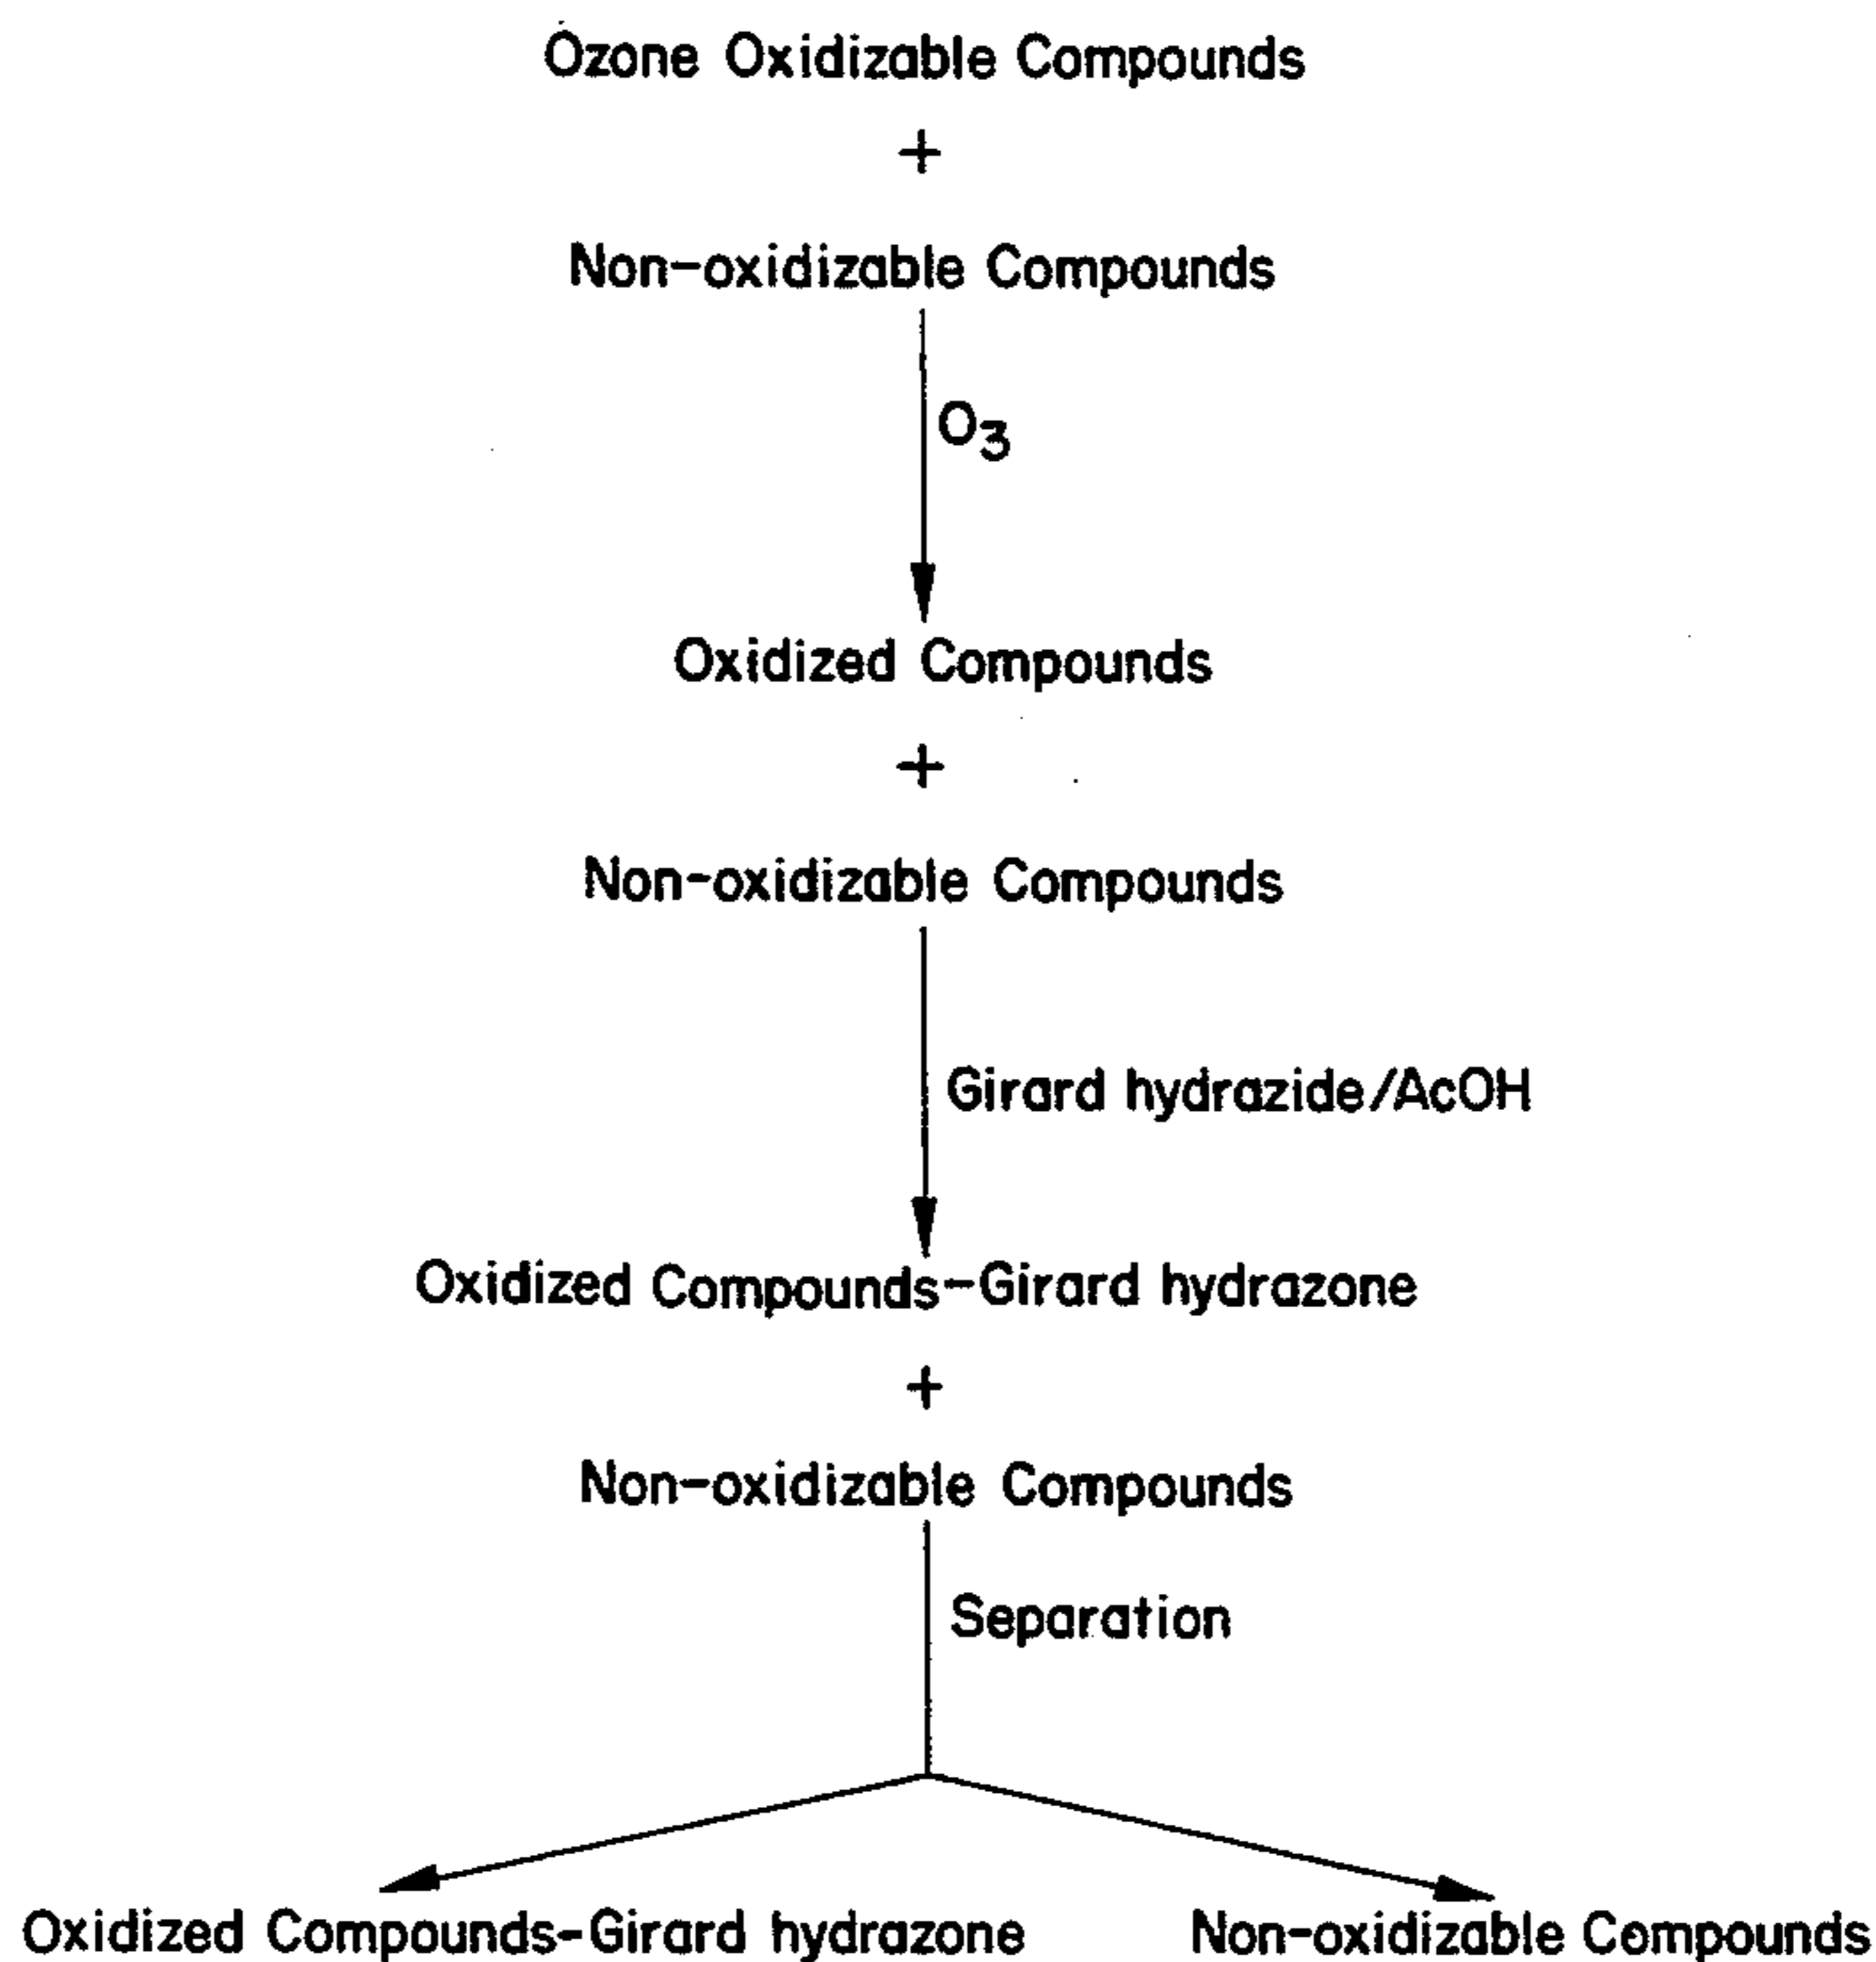 Ozone Oxidizable Compounds
+
Non-oxidizable Compounds
O3
Oxidized Compounds
+
Non-oxidizable Compounds
Girard hydrazide/AcOH
Oxidized Compounds-Girard hydrazone
+
Non-oxidizable Compounds
Separation
Oxidized Compounds-Girard hydrazone
Non-oxidizable Compounds